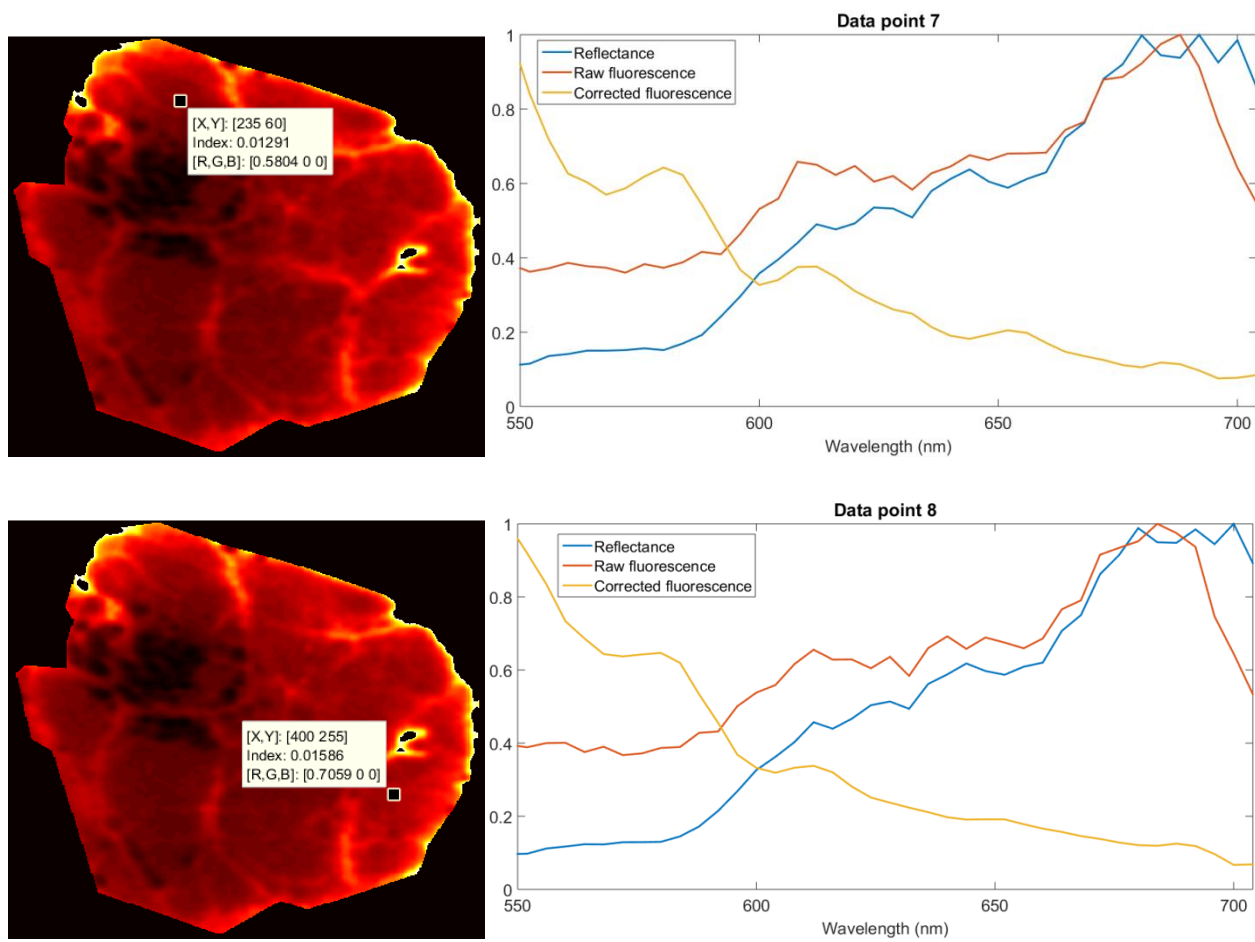 Data point 7
[X,Y]: [235 60]
Index: 0.01291
[R,G,B]: [0.5804 0 0]
Reflectance
Raw fluorescence
Corrected fluorescence
1
0.8
0.6
0.4
0.2
0
550
600
650
700
Wavelength (nm)
Data point 8
[X,Y]: [400 255]
Index: 0.01586
[R,G,B]: [0.7059 0 0]
Reflectance
Raw fluorescence
Corrected fluorescence
1
0.8
0.6
0.4
0.2
0
550
600
650
700
Wavelength (nm)